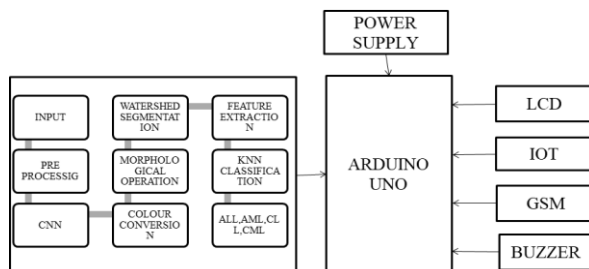 POWER
SUPPLY
INPUT
PRE
PROCESSIG
CNN
COLOUR
CONVERSIO
N
MORPHOLO
GICAL
OPERATION
WATERSHED
SEGMENTAT
ION
FEATURE
EXTRACTIO
N
KNN
CLASSIFICA
TION
ALL,AML,CL
L,CML
ARDUINO
UNO
LCD
IOT
GSM
BUZZER